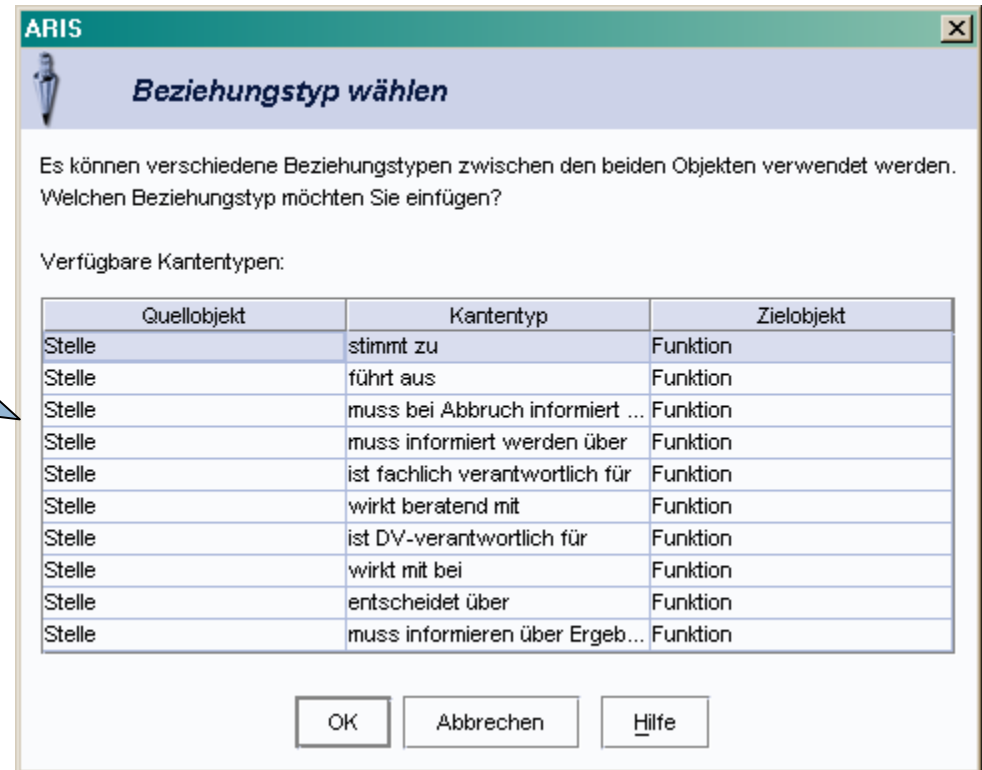 ARIS
Beziehungstyp wählen
Es können verschiedene Beziehungstypen zwischen den beiden Objekten verwendet werden.
Welchen Beziehungstyp möchten Sie einfügen?
Verfügbare Kantentypen:
Quellobjekt Kantentyp Zielobjekt
Stelle stimmt zu Funktion
Stelle führt aus Funktion
Stelle muss bei Abbruch informiert ... Funktion
Stelle muss informiert werden über Funktion
Stelle ist fachlich verantwortlich für Funktion
Stelle wirkt beratend mit Funktion
Stelle ist DV-verantwortlich für Funktion
Stelle wirkt mit bei Funktion
Stelle entscheidet über Funktion
Stelle muss informieren über Ergeb... Funktion
OK Abbrechen Hilfe